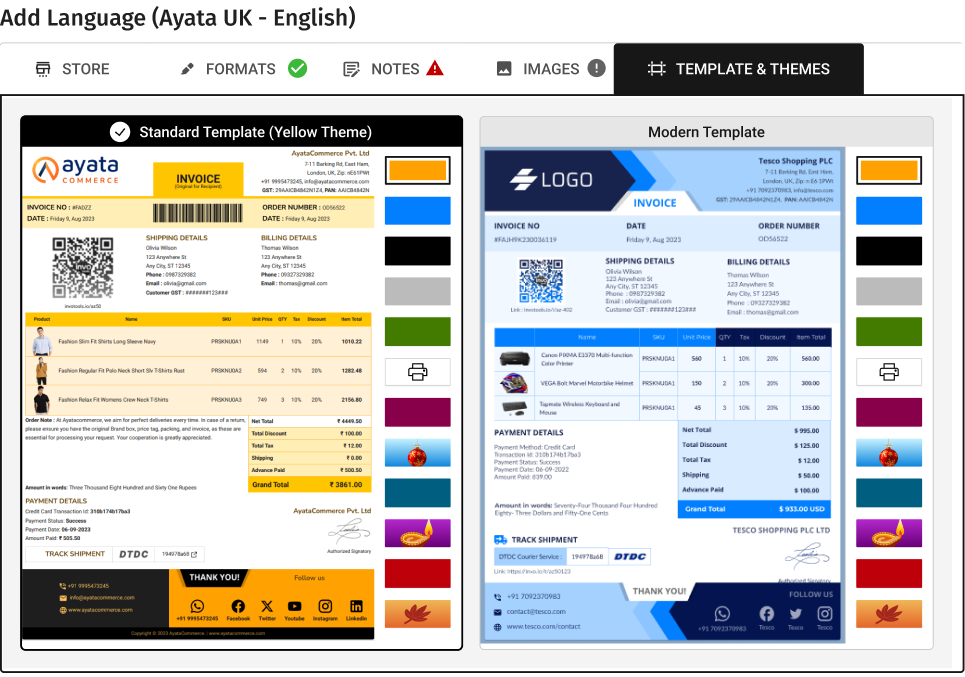 Add Language (Ayata UK - English)
STORE
FORMATS
NOTES
IMAGES
TEMPLATE & THEMES
Standard Template (Yellow Theme)
ayata
COMMERCE
INVOICE
(Original for Recipient)
AyataCommerce Pvt. Ltd
7-11 Barking Rd, East Ham,
London, UK, Zip: nE61PWt
+91 9995473245, info@ayatacommerce.com
GST: 29AAICB4842N1Z4, PAN: AAICB4842N
INVOICE NO : #FA0ZZ
DATE : Friday 9, Aug 2023
ORDER NUMBER : OD56522
DATE : Friday 9, Aug 2023
invo
invotools.io/az50
SHIPPING DETAILS
Olivia Wilson
123 Anywhere St
Any City, ST 12345
Phone : 0987329382
Email : olivia@gmail.com
Customer GST : #######123###
BILLING DETAILS
Thomas Wilson
123 Anywhere St
Any City, ST 12345
Phone : 09327329382
Email : thomas@gmail.com
Product Name SKU Unit Price QTY Tax Discount Item Total
Fashion Slim Fit Shirts Long Sleeve Navy PRSKNU0A1 1149 1 10% 20% 1010.22
Fashion Regular Fit Polo Neck Short Slv T-Shirts Rust PRSKNU0A2 594 2 10% 20% 1282.48
Fashion Relax Fit Womens Crew Neck T-Shirts PRSKNU0A3 749 3 10% 20% 2156.80
Order Note : At Ayatacommerce, we aim for perfect deliveries every time. In case of a return,
please ensure you have the original Brand box, price tag, packing, and invoice, as these are
essential for processing your request. Your cooperation is greatly appreciated.
Net Total ₹ 4449.50
Total Discount ₹ 100.00
Total Tax ₹ 12.00
Shipping ₹ 0.00
Advance Paid ₹ 500.50
Grand Total ₹ 3861.00
Amount in words: Three Thousand Eight Hundred and Sixty One Rupees
PAYMENT DETAILS
Credit Card Transaction Id: 310b174b17ba3
Payment Status: Success
Payment Date: 06-09-2023
Amount Paid: ₹ 505.50
AyataCommerce Pvt. Ltd
Authorized Signatory
TRACK SHIPMENT DTDC 194978a68
+91 9995473245
info@ayatacommerce.com
www.ayatacommerce.com
THANK YOU!
Follow us
+91 9995473245 Facebook Twitter Youtube Instagram Linkedin
Copyright © 2023 AyataCommerce | www.ayatacommerce.com
Modern Template
LOGO
INVOICE
Tesco Shopping PLC
7-11 Barking Rd, East Ham,
London, UK, Zip: n E6 1PWt
+91 7092370983, info@tesco.com
GST: 29AAICB4842N1Z4, PAN: AAICB4842N
INVOICE NO
#FAJH9K230036119
DATE
Friday 9, Aug 2023
ORDER NUMBER
OD56522
Link : invotools.io/t/az-402
SHIPPING DETAILS
Olivia Wilson
123 Anywhere St
Any City, ST 12345
Phone : 0987329382
Email : olivia@gmail.com
Customer GST : #######123###
BILLING DETAILS
Thomas Wilson
123 Anywhere St
Any City, ST 12345
Phone : 09327329382
Email : thomas@gmail.com
Name SKU Unit Price QTY Tax Discount Item Total
Canon PIXMA E3370 Multi-function
Color Printer PRSKNU0A1 560 1 10% 20% 560.00
VEGA Bolt Marvel Motorbike Helmet PRSKNU0A1 150 2 10% 20% 300.00
Tapmate Wireless Keyboard and
Mouse PRSKNU0A1 45 3 10% 20% 135.00
PAYMENT DETAILS
Payment Method: Credit Card
Transaction Id: 310b174b17ba3
Payment Status: Success
Payment Date: 06-09-2022
Amount Paid: 839.00
Net Total $ 995.00
Total Discount $ 125.00
Total Tax $ 12.00
Shipping $ 50.00
Advance Paid $ 100.00
Grand Total $ 933.00 USD
Amount in words: Seventy-Four Thousand Four Hundred
Eighty- Three Dollars and Fifty-One Cents
TESCO SHOPPING PLC LTD
Authorized Signatory
TRACK SHIPMENT
DTDC Courier Service : 194978a68 DTDC
Link: https://invo.io/t/az50123
THANK YOU!
+91 7092370983
contact@tesco.com
www.tesco.com/contact
FOLLOW US
+91 7092370983 Tesco Tesco Tesco